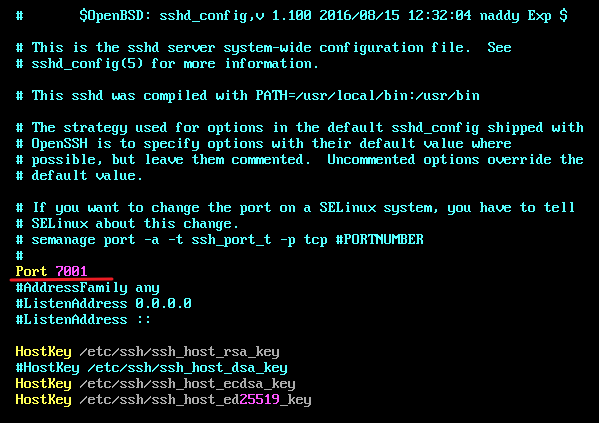 #       $OpenBSD: sshd_config,v 1.100 2016/08/15 12:32:04 naddy Exp $
# This is the sshd server system-wide configuration file.  See
# sshd_config(5) for more information.
# This sshd was compiled with PATH=/usr/local/bin:/usr/bin
# The strategy used for options in the default sshd_config shipped with
# OpenSSH is to specify options with their default value where
# possible, but leave them commented.  Uncommented options override the
# default value.
# If you want to change the port on a SELinux system, you have to tell
# SELinux about this change.
# semanage port -a -t ssh_port_t -p tcp #PORTNUMBER
#
Port 7001
#AddressFamily any
#ListenAddress 0.0.0.0
#ListenAddress ::
HostKey /etc/ssh/ssh_host_rsa_key
#HostKey /etc/ssh/ssh_host_dsa_key
HostKey /etc/ssh/ssh_host_ecdsa_key
HostKey /etc/ssh/ssh_host_ed25519_key